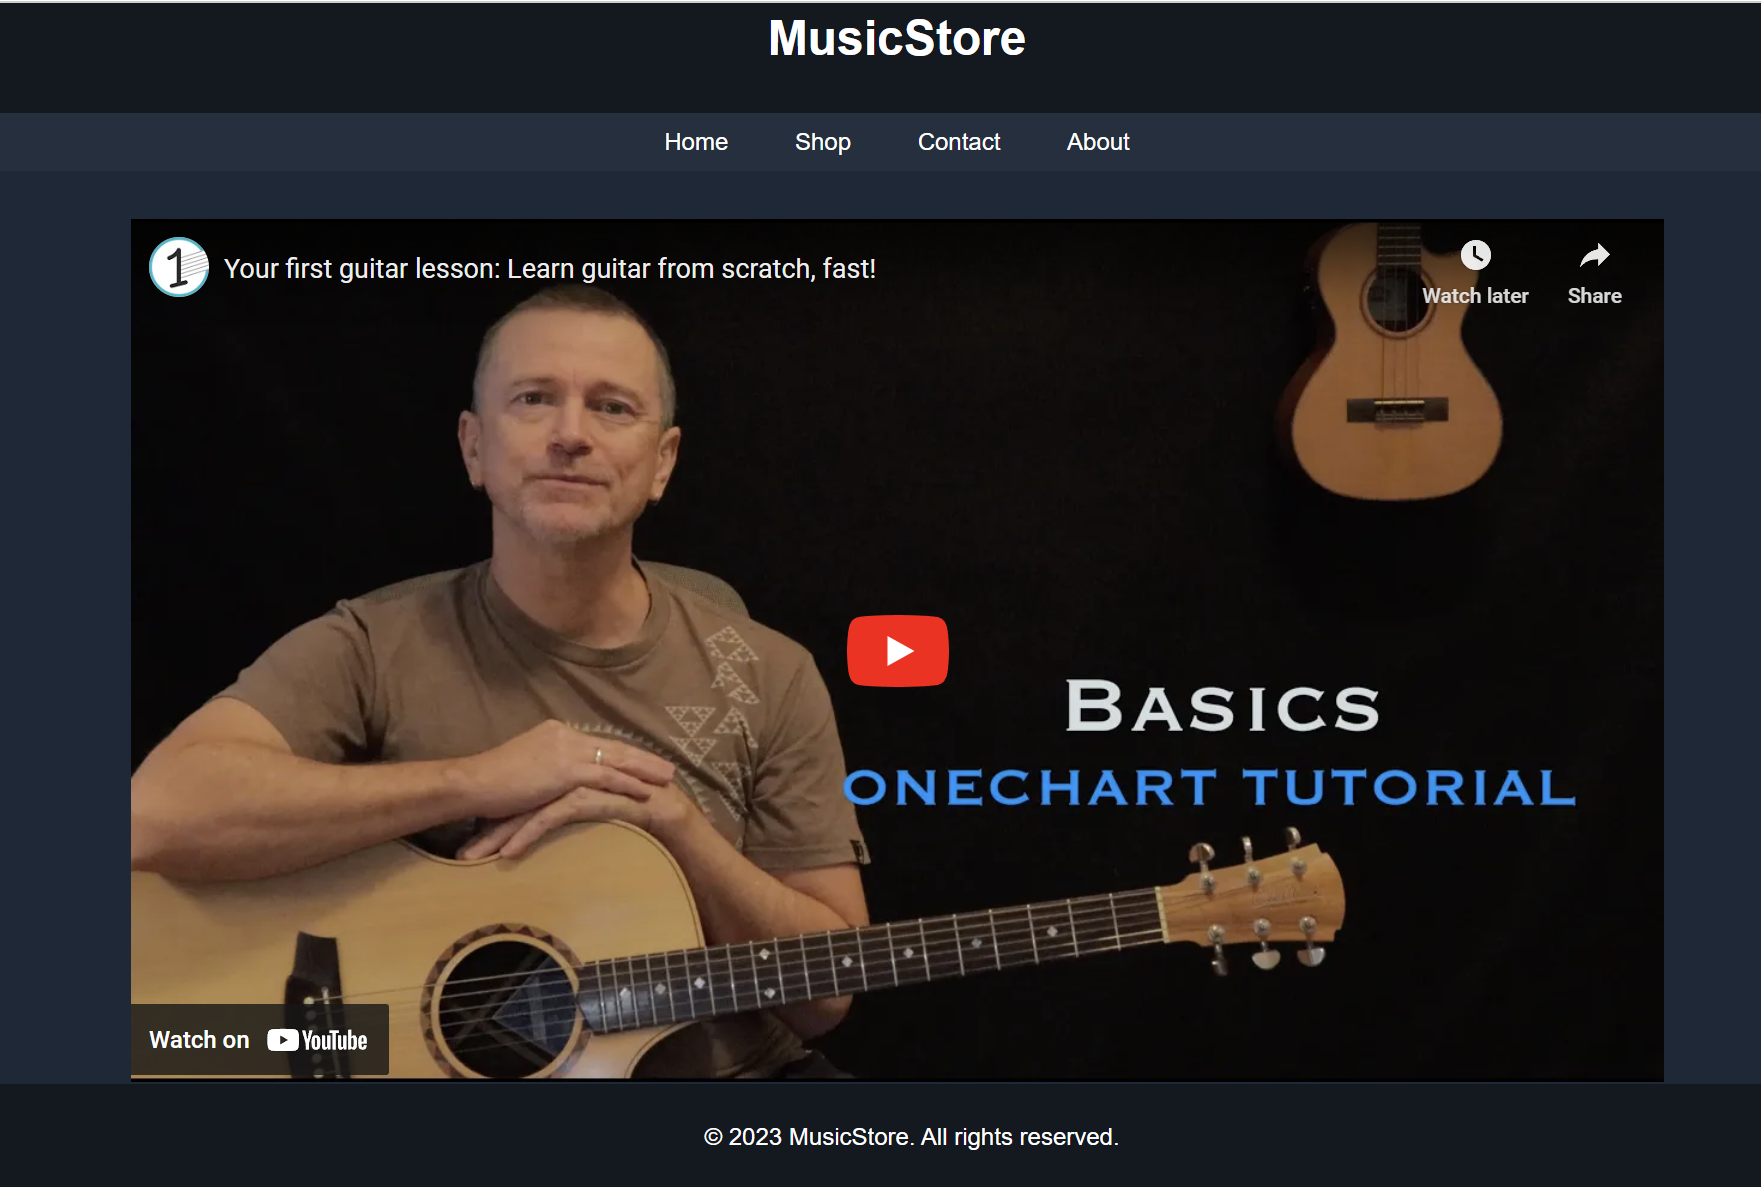 MusicStore
Home Shop Contact About
1 Your first guitar lesson: Learn guitar from scratch, fast!
Watch later Share
BASICS
ONECHART TUTORIAL
Watch on YouTube
© 2023 MusicStore. All rights reserved.